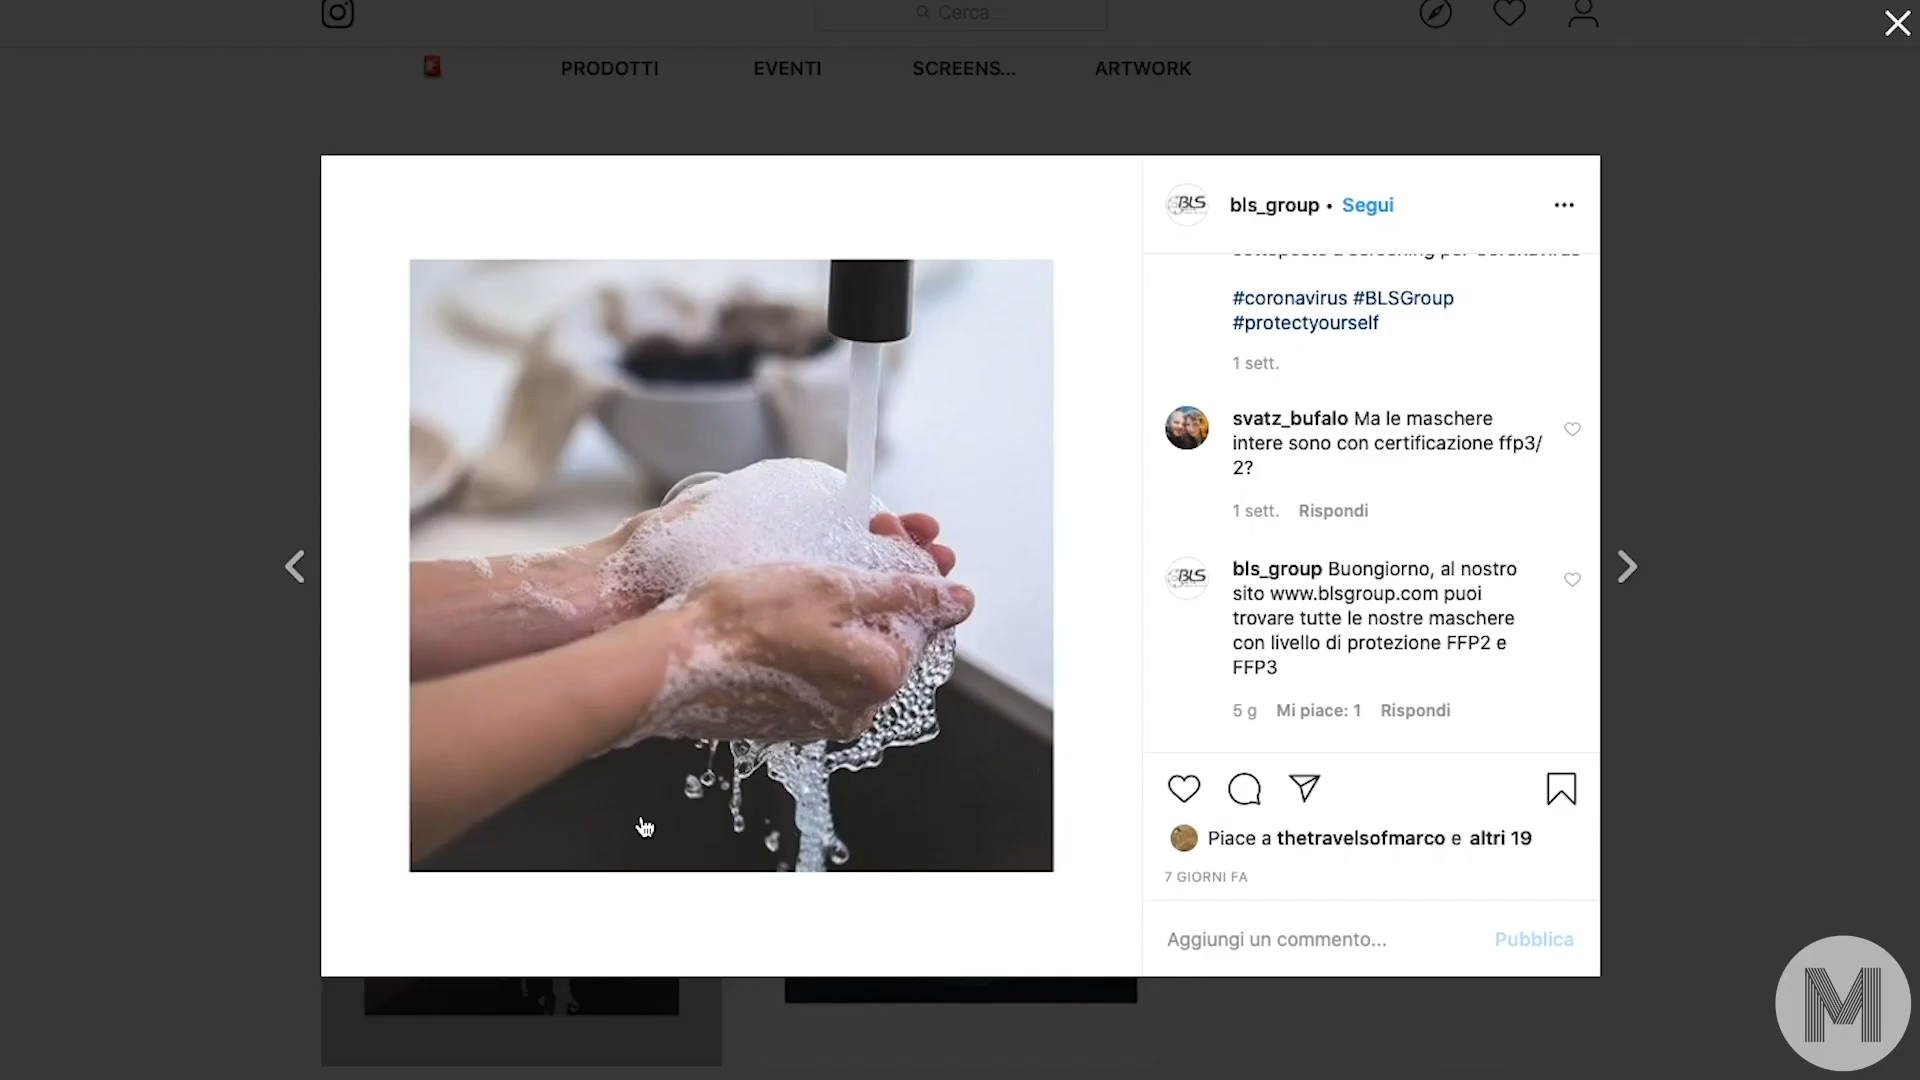 Cerca
PRODOTTI
EVENTI
SCREENS...
ARTWORK
BLS
bls_group • Segui
#coronavirus #BLSGroup
#protectyourself
1 sett.
svatz_bufalo Ma le maschere
intere sono con certificazione ffp3/
2?
1 sett. Rispondi
BLS
bls_group Buongiorno, al nostro
sito www.blsgroup.com puoi
trovare tutte le nostre maschere
con livello di protezione FFP2 e
FFP3
5 g Mi piace: 1 Rispondi
Piace a thetravelsofmarco e altri 19
7 GIORNI FA
Aggiungi un commento...
Pubblica
M